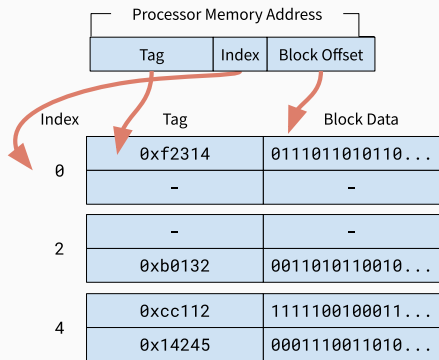 Processor Memory Address
Tag Index Block Offset
Index Tag Block Data
0 0xf2314 0111011010110...
- -
2 - -
0xb0132 0011010110010...
4 0xcc112 1111100100011...
0x14245 0001110011010...